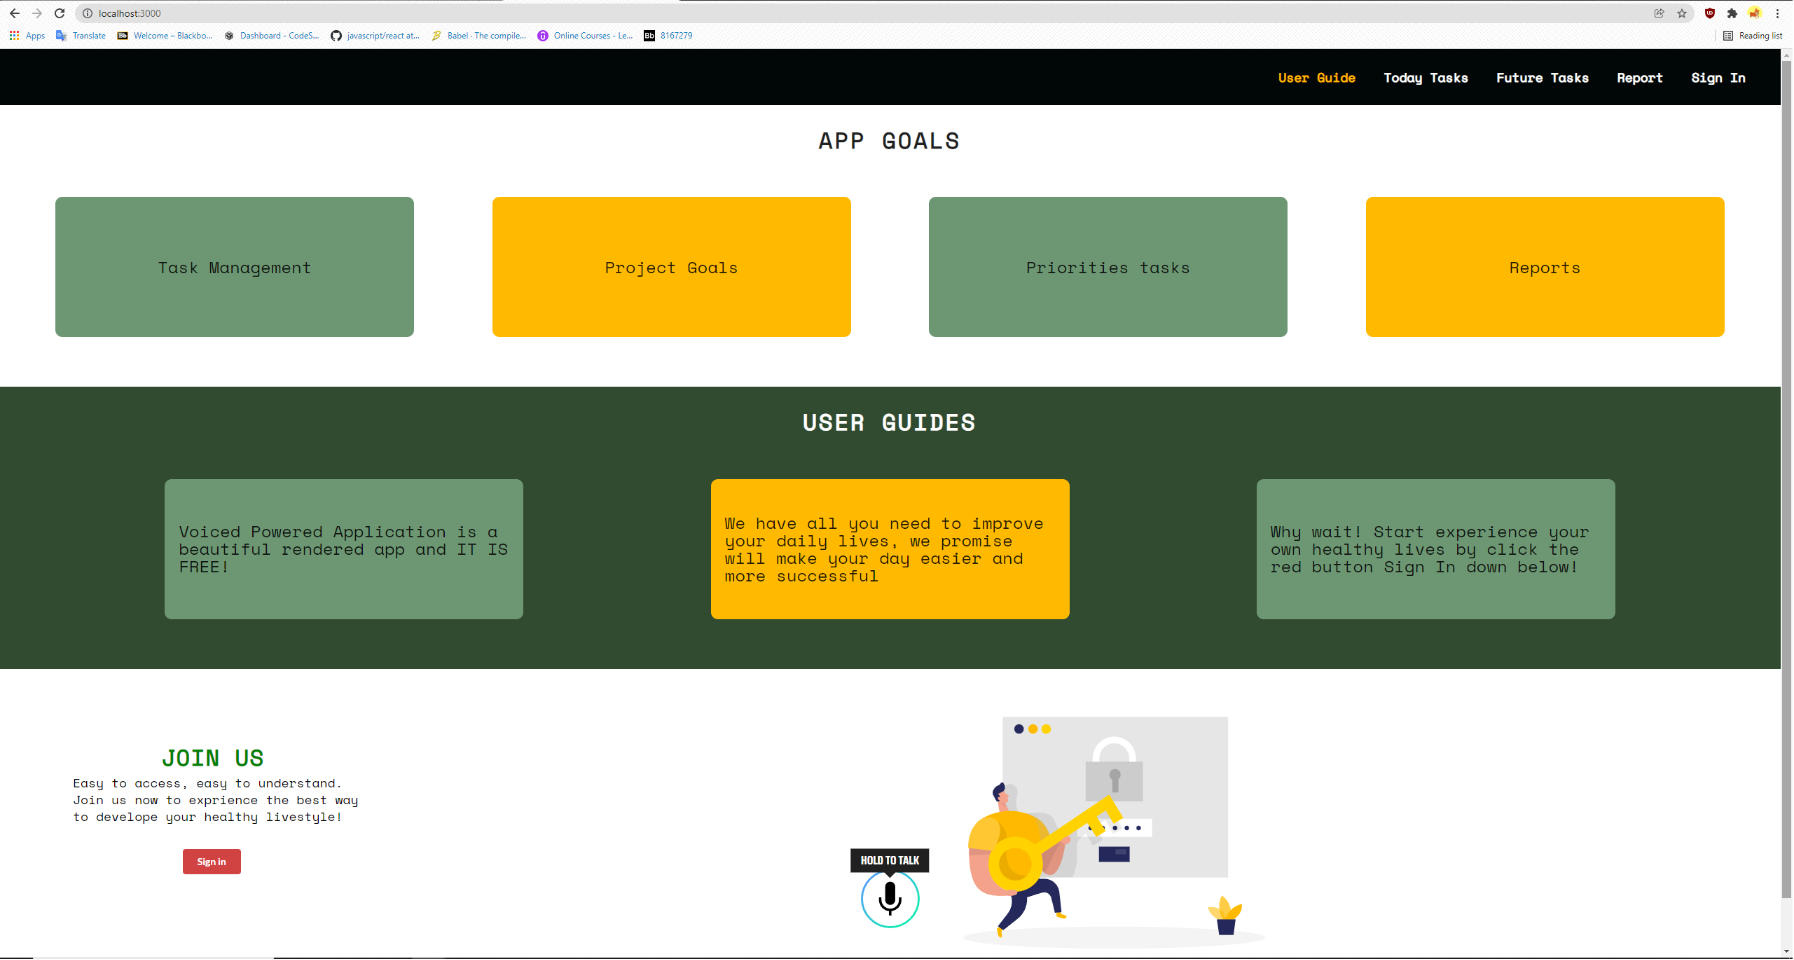 localhost:3000
Apps
Translate
Welcome – Blackbo...
Dashboard - CodeS...
javascript/react at...
Babel · The compile...
Online Courses - Le...
Bb 8167279
Reading list
User Guide Today Tasks Future Tasks Report Sign In
APP GOALS
Task Management
Project Goals
Priorities tasks
Reports
USER GUIDES
Voiced Powered Application is a
beautiful rendered app and IT IS
FREE!
We have all you need to improve
your daily lives, we promise
will make your day easier and
more successful
Why wait! Start experience your
own healthy lives by click the
red button Sign In down below!
JOIN US
Easy to access, easy to understand.
Join us now to exprience the best way
to develope your healthy livestyle!
Sign in
HOLD TO TALK